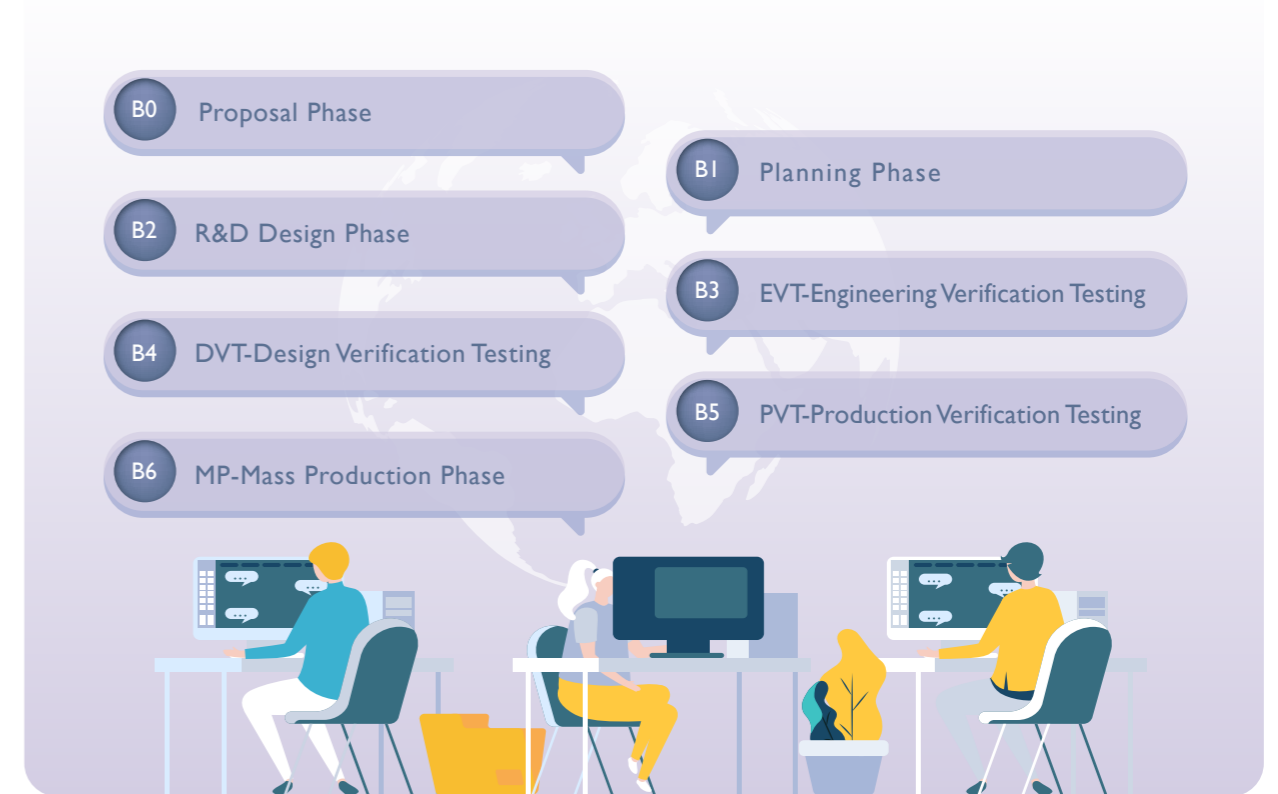 B0 Proposal Phase
B1 Planning Phase
B2 R&D Design Phase
B3 EVT-Engineering Verification Testing
B4 DVT-Design Verification Testing
B5 PVT-Production Verification Testing
B6 MP-Mass Production Phase